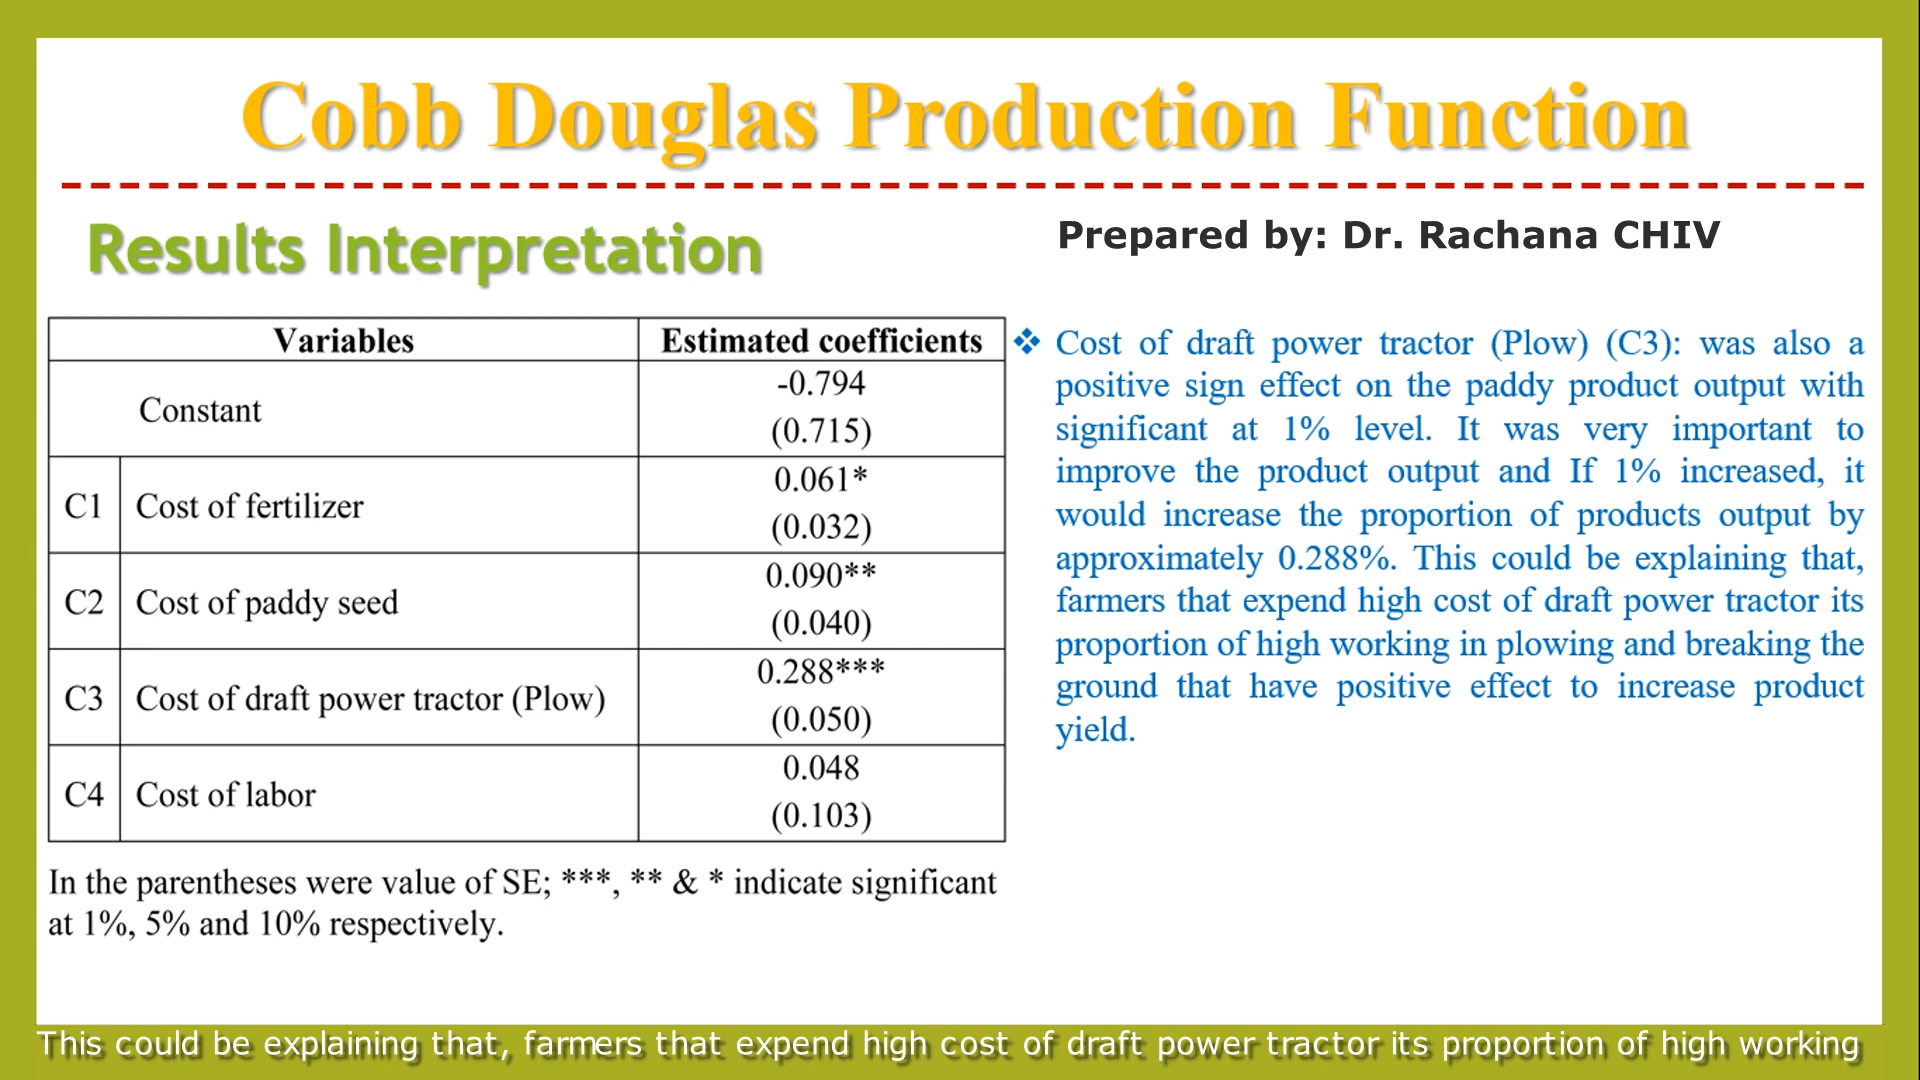 Cobb Douglas Production Function
Results Interpretation
Prepared by: Dr. Rachana CHIV
Variables Estimated coefficients
Constant -0.794
(0.715)
C1 Cost of fertilizer 0.061*
(0.032)
C2 Cost of paddy seed 0.090**
(0.040)
C3 Cost of draft power tractor (Plow) 0.288***
(0.050)
C4 Cost of labor 0.048
(0.103)
In the parentheses were value of SE; ***, ** & * indicate significant
at 1%, 5% and 10% respectively.
❖ Cost of draft power tractor (Plow) (C3): was also a
positive sign effect on the paddy product output with
significant at 1% level. It was very important to
improve the product output and If 1% increased, it
would increase the proportion of products output by
approximately 0.288%. This could be explaining that,
farmers that expend high cost of draft power tractor its
proportion of high working in plowing and breaking the
ground that have positive effect to increase product
yield.
This could be explaining that, farmers that expend high cost of draft power tractor its proportion of high working